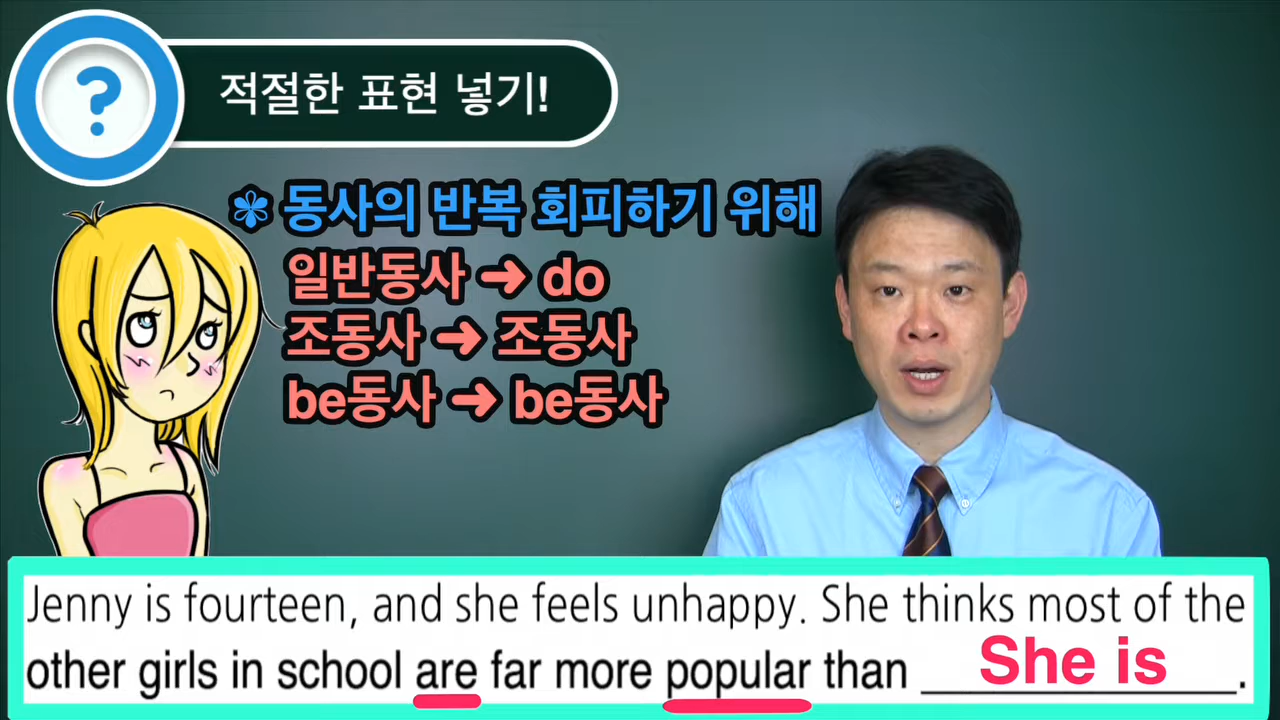 ?
적절한 표현 넣기!
✽ 동사의 반복 회피하기 위해
일반동사 ➜ do
조동사 ➜ 조동사
be동사 ➜ be동사
Jenny is fourteen, and she feels unhappy. She thinks most of the
other girls in school are far more popular than She is.